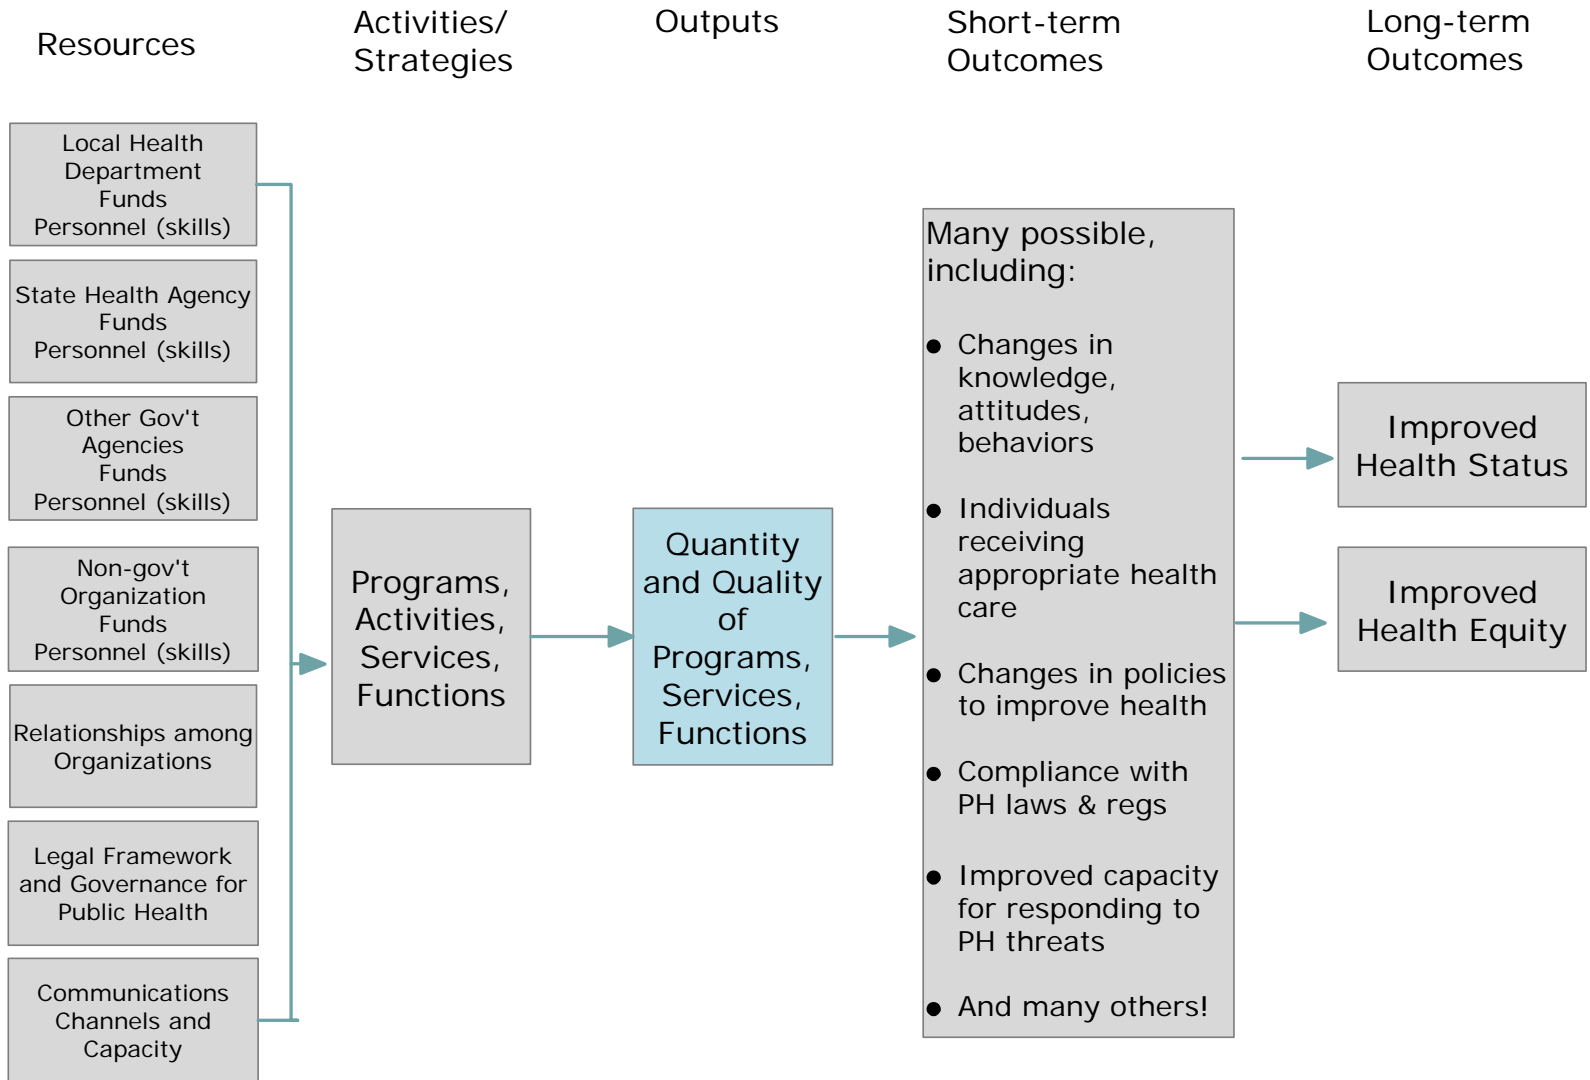 Resources
Activities/
Strategies
Outputs
Short-term
Outcomes
Long-term
Outcomes
Local Health
Department
Funds
Personnel (skills)
State Health Agency
Funds
Personnel (skills)
Other Gov't
Agencies
Funds
Personnel (skills)
Non-gov't
Organization
Funds
Personnel (skills)
Relationships among
Organizations
Legal Framework
and Governance for
Public Health
Communications
Channels and
Capacity
Programs,
Activities,
Services,
Functions
Quantity
and Quality
of
Programs,
Services,
Functions
Many possible,
including:
● Changes in
knowledge,
attitudes,
behaviors
● Individuals
receiving
appropriate health
care
● Changes in policies
to improve health
● Compliance with
PH laws & regs
● Improved capacity
for responding to
PH threats
● And many others!
Improved
Health Status
Improved
Health Equity